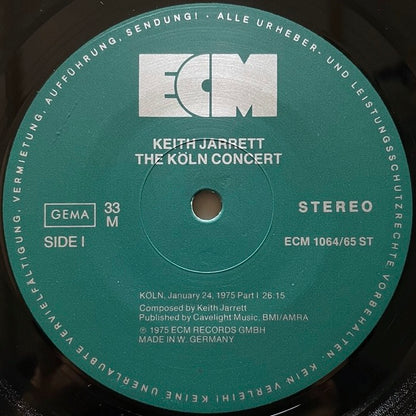 ECM
KEITH JARRETT
THE KÖLN CONCERT
GEMA
33
M
STEREO
SIDE I
ECM 1064/65 ST
KÖLN, January 24, 1975 Part I 26:15
Composed by Keith Jarrett
Published by Cavelight Music, BMI/AMRA
℗ 1975 ECM RECORDS GMBH
MADE IN W. GERMANY
ALLE URHEBER- UND LEISTUNGSSCHUTZRECHTE VORBEHALTEN · KEIN VERLEIH! KEINE UNERLAUBTE VERVIELFÄLTIGUNG, VERMIETUNG, AUFFÜHRUNG, SENDUNG! ·